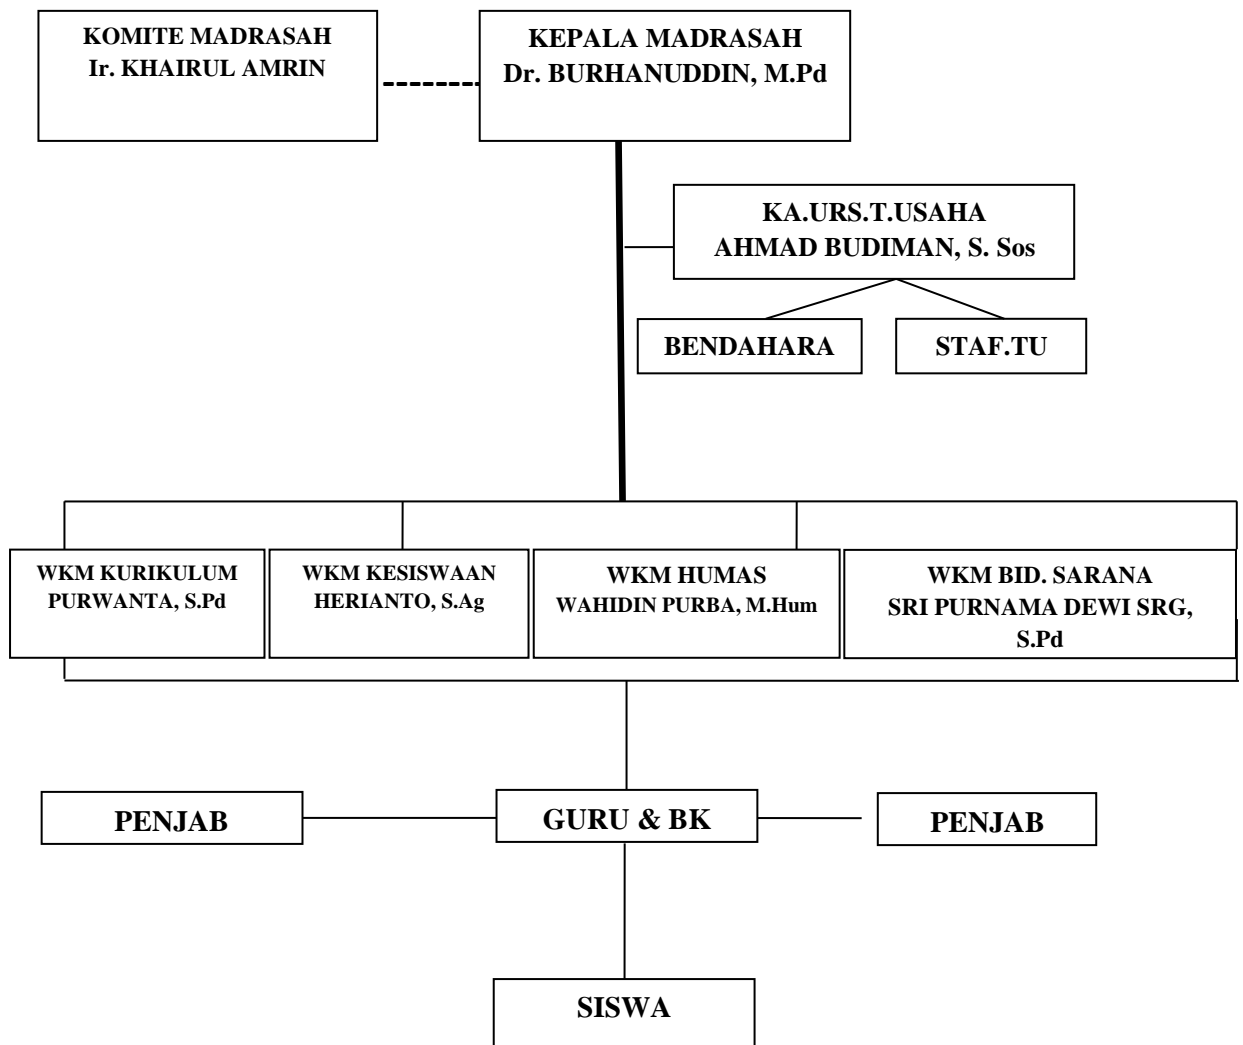 KOMITE MADRASAH
Ir. KHAIRUL AMRIN
KEPALA MADRASAH
Dr. BURHANUDDIN, M.Pd
KA.URS.T.USAHA
AHMAD BUDIMAN, S. Sos
BENDAHARA
STAF.TU
WKM KURIKULUM
PURWANTA, S.Pd
WKM KESISWAAN
HERIANTO, S.Ag
WKM HUMAS
WAHIDIN PURBA, M.Hum
WKM BID. SARANA
SRI PURNAMA DEWI SRG,
S.Pd
PENJAB
GURU & BK
PENJAB
SISWA